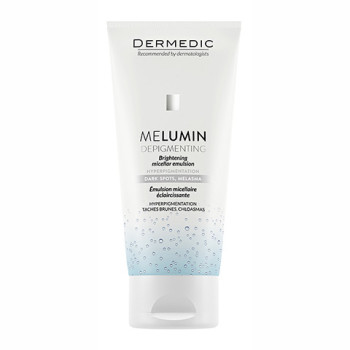 DERMEDIC
Recommended by dermatologists
MELUMIN
DEPIGMENTING
Brightening
micellar emulsion
HYPERPIGMENTATION
DARK SPOTS, MELASMA
Émulsion micellaire
éclaircissante
HYPERPIGMENTATION
TACHES BRUNES, CHLOASMAS